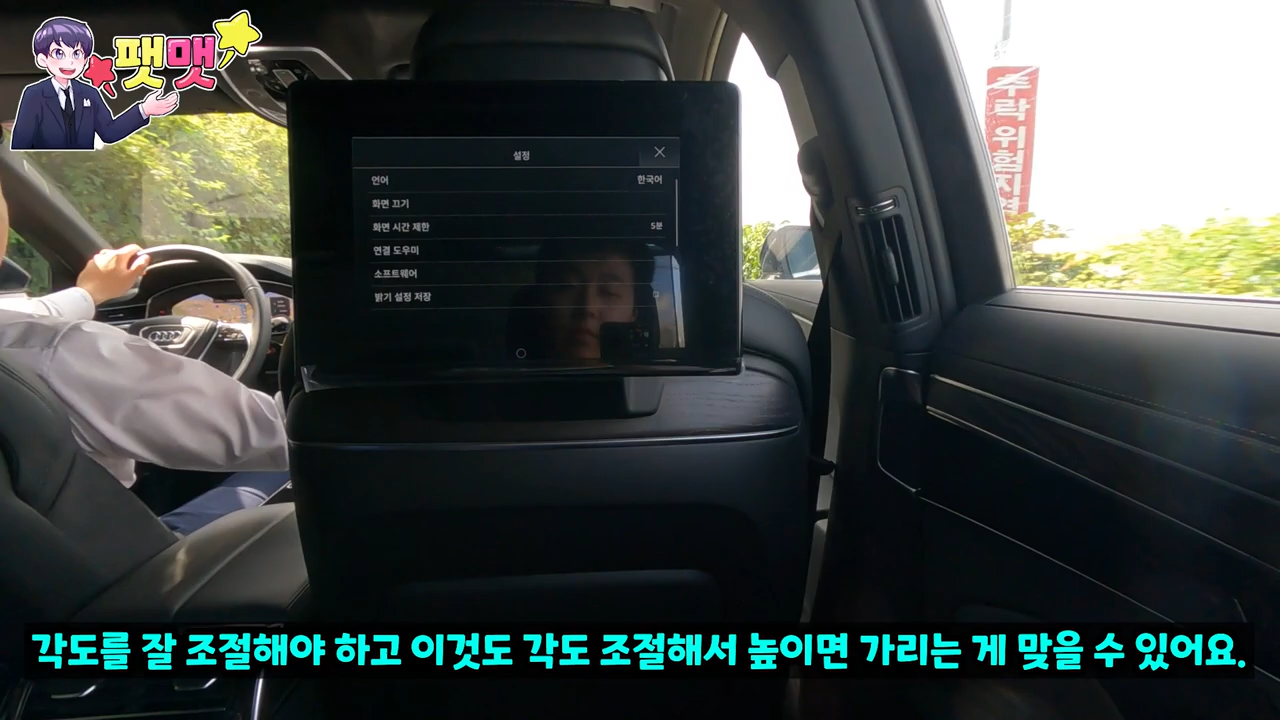 팻맷
추락위험지역
설정
언어 한국어
화면 끄기
화면 시간 제한 5분
연결 도우미
소프트웨어
밝기 설정 저장
각도를 잘 조절해야 하고 이것도 각도 조절해서 높이면 가리는 게 맞을 수 있어요.